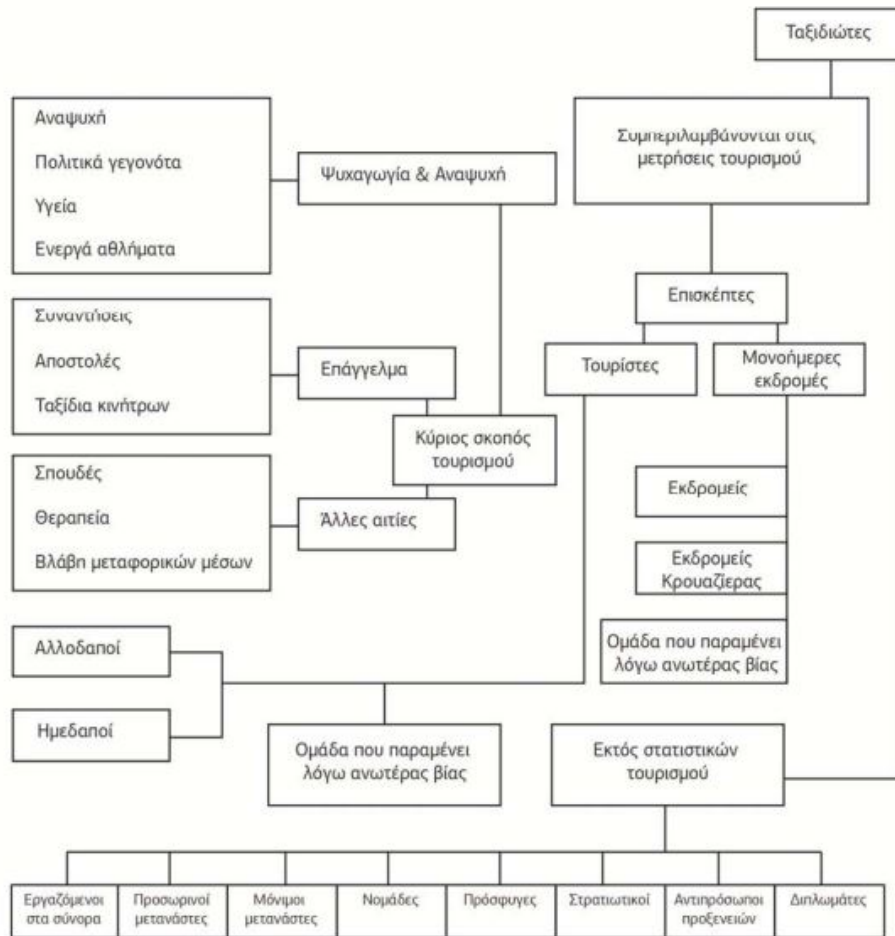 Ταξιδιώτες
Συμπεριλαμβάνονται στις
μετρήσεις τουρισμού
Επισκέπτες
Τουρίστες
Μονοήμερες
εκδρομές
Εκδρομείς
Εκδρομείς
Κρουαζίερας
Ομάδα που παραμένει
λόγω ανωτέρας βίας
Αναψυχή
Πολιτικά γεγονότα
Υγεία
Ενεργά αθλήματα
Ψυχαγωγία & Αναψυχή
Συναντήσεις
Αποστολές
Ταξίδια κινήτρων
Επάγγελμα
Κύριος σκοπός
τουρισμού
Σπουδές
Θεραπεία
Βλάβη μεταφορικών μέσων
Άλλες αιτίες
Αλλοδαποί
Ημεδαποί
Ομάδα που παραμένει
λόγω ανωτέρας βίας
Εκτός στατιστικών
τουρισμού
Εργαζόμενοι
στα σύνορα
Προσωρινοί
μετανάστες
Μόνιμοι
μετανάστες
Νομάδες
Πρόσφυγες
Στρατιωτικοί
Αντιπρόσωποι
προξενειών
Διπλωμάτες